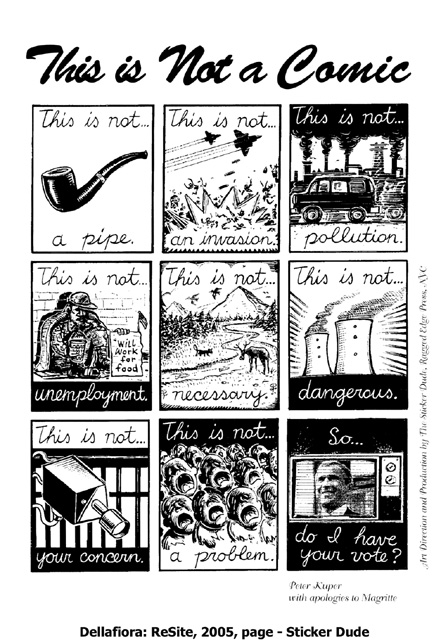 This is Not a Comic
This is not...
a pipe.
This is not...
an invasion.
This is not...
pollution.
This is not...
"Will
Work
for
food
unemployment.
This is not...
necessary.
This is not...
dangerous.
This is not...
your concern.
This is not...
a problem.
So...
do I have
your vote?
Art Direction and Production by The Sticker Dude, Ragged Edge Press, NYC
Peter Kuper
with apologies to Magritte
Dellafiora: ReSite, 2005, page - Sticker Dude